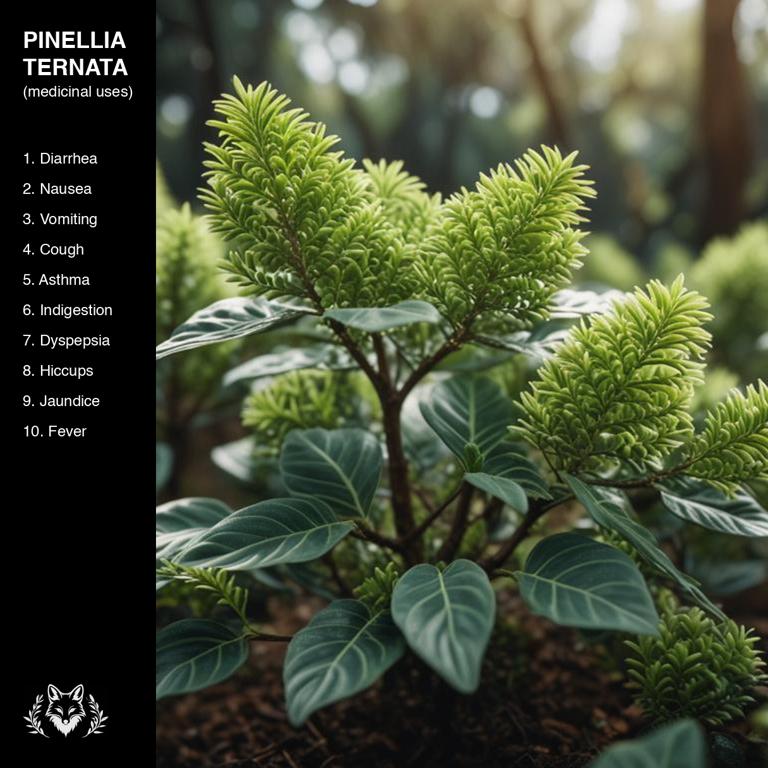 PINELLIA
TERNATA
(medicinal uses)
1. Diarrhea
2. Nausea
3. Vomiting
4. Cough
5. Asthma
6. Indigestion
7. Dyspepsia
8. Hiccups
9. Jaundice
10. Fever